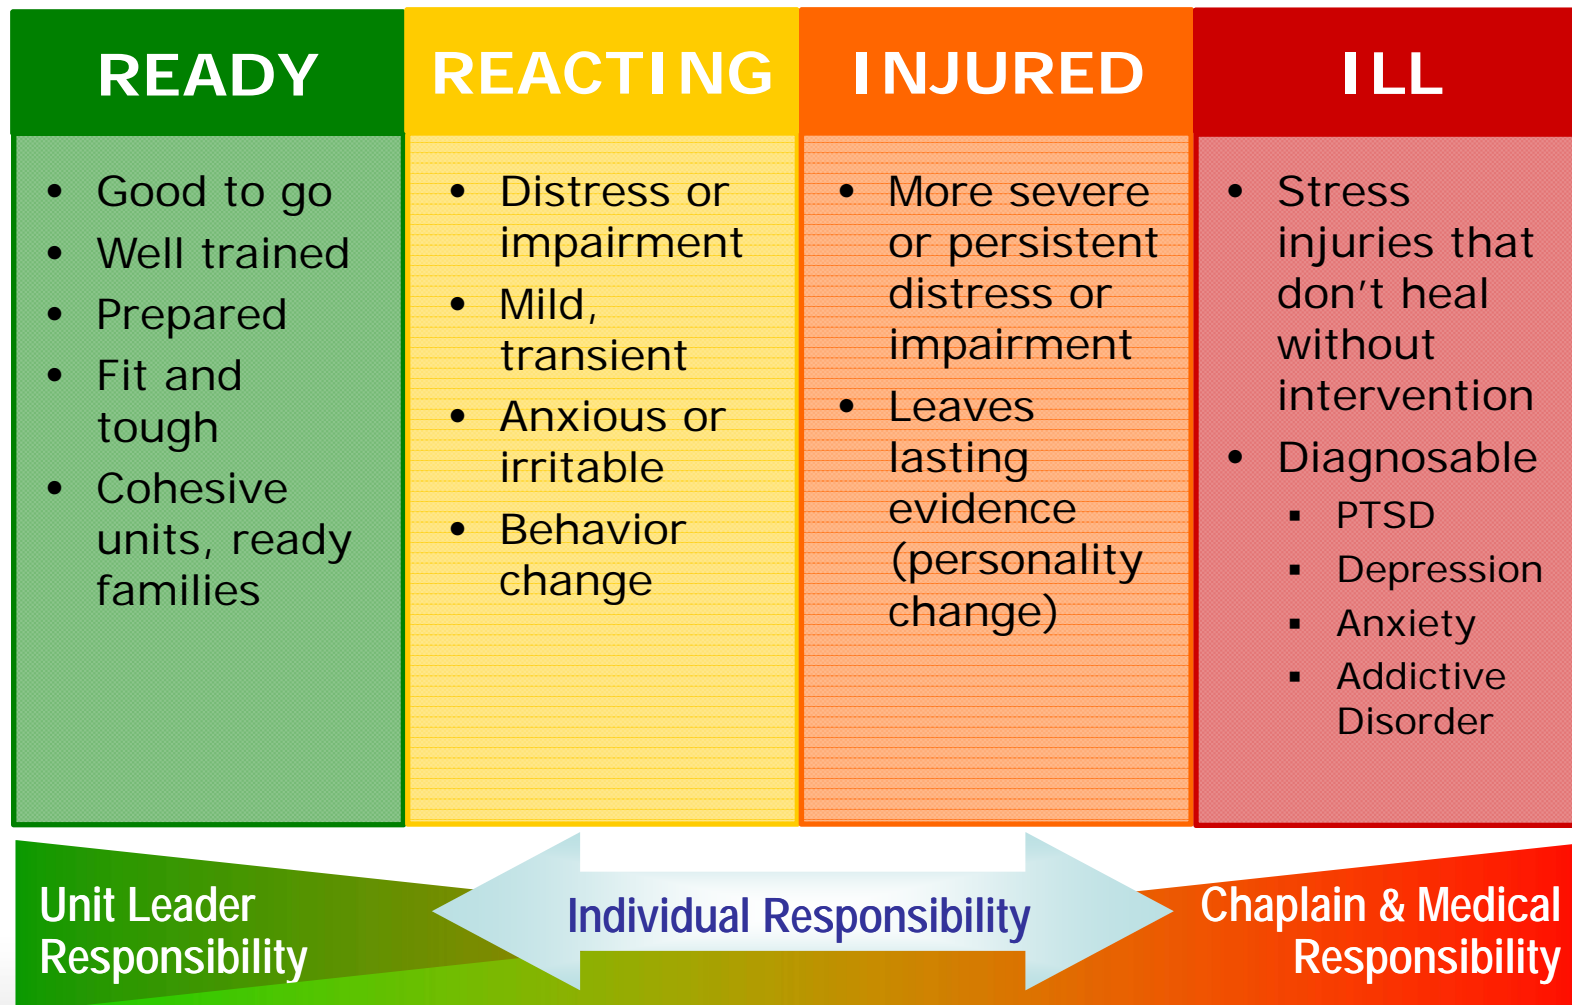 READY
• Good to go
• Well trained
• Prepared
• Fit and
tough
• Cohesive
units, ready
families
REACTING
• Distress or
impairment
• Mild,
transient
• Anxious or
irritable
• Behavior
change
INJURED
• More severe
or persistent
distress or
impairment
• Leaves
lasting
evidence
(personality
change)
ILL
• Stress
injuries that
don’t heal
without
intervention
• Diagnosable
▪ PTSD
▪ Depression
▪ Anxiety
▪ Addictive
Disorder
Unit Leader
Responsibility
Individual Responsibility
Chaplain & Medical
Responsibility